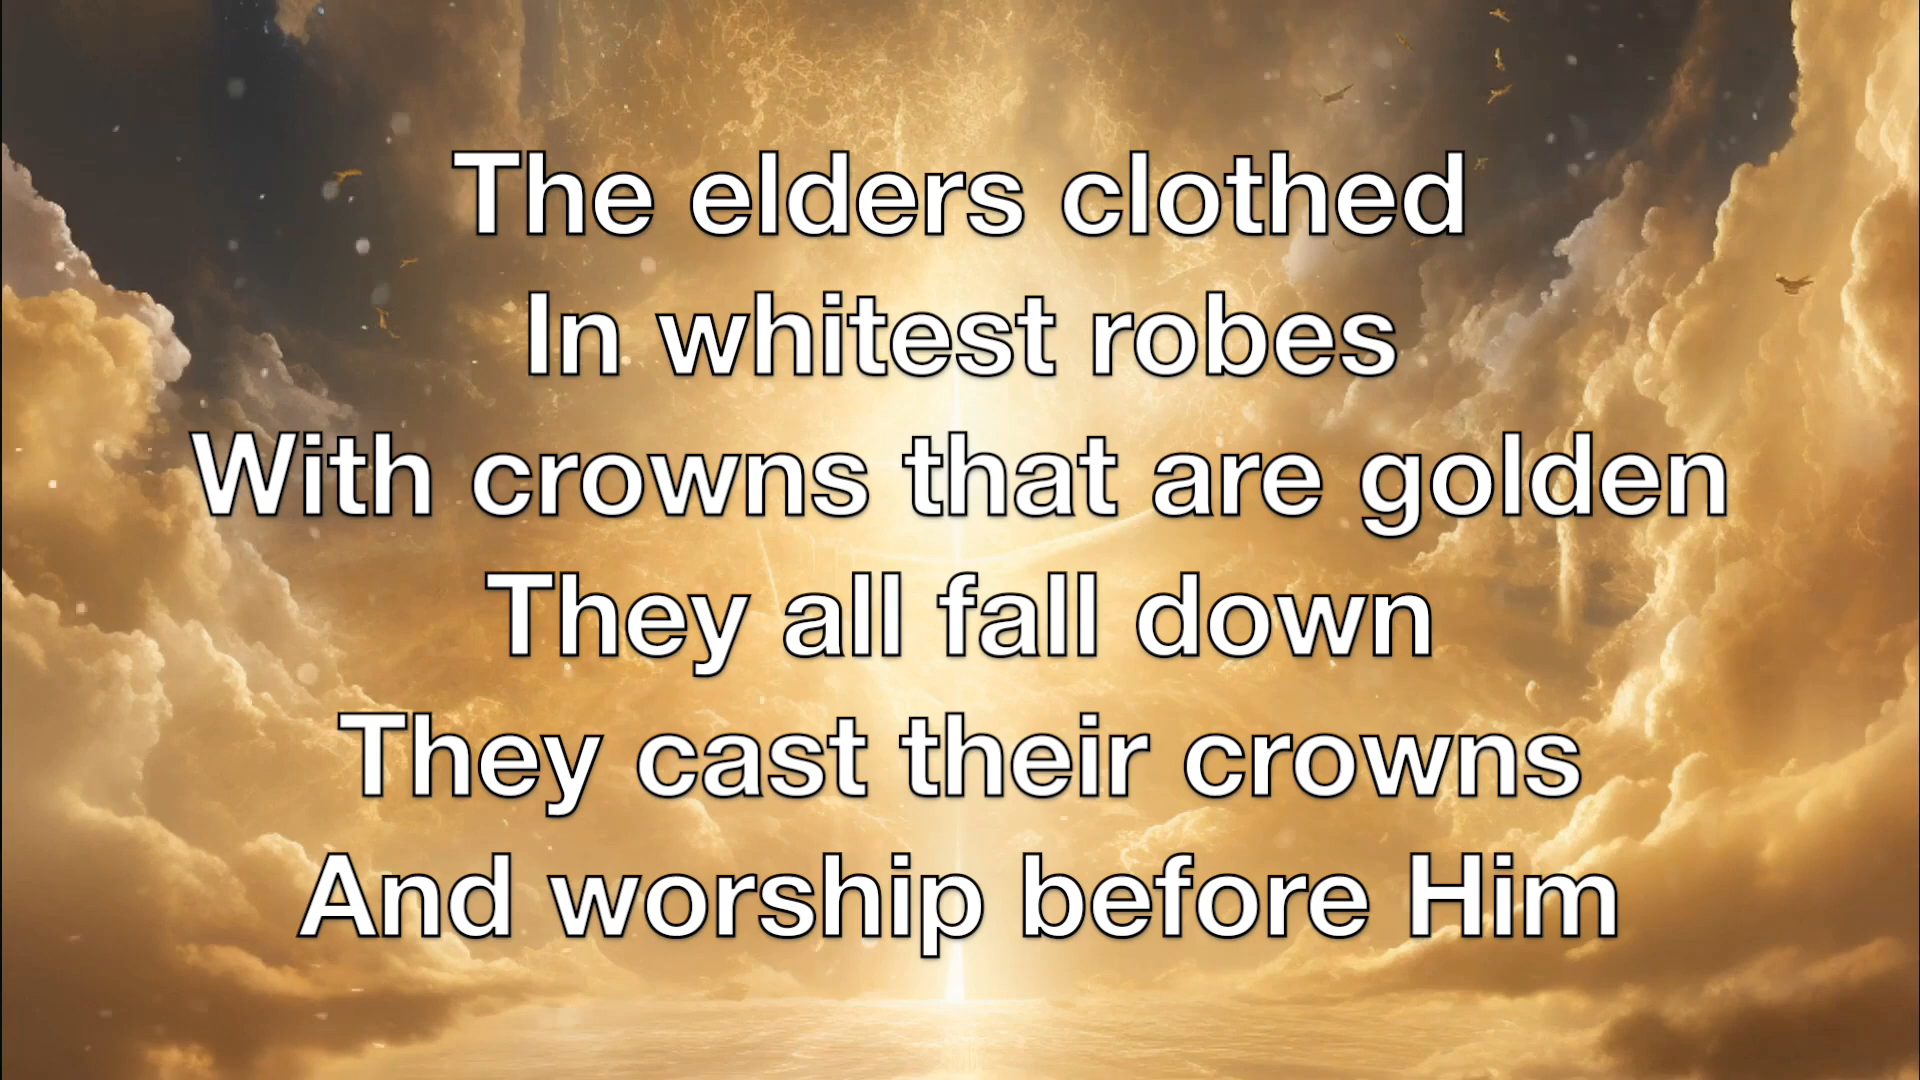 The elders clothed
In whitest robes
With crowns that are golden
They all fall down
They cast their crowns
And worship before Him